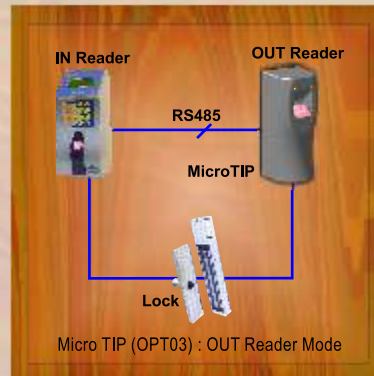 IN Reader
OUT Reader
RS485
MicroTIP
Lock
Micro TIP (OPT03) : OUT Reader Mode